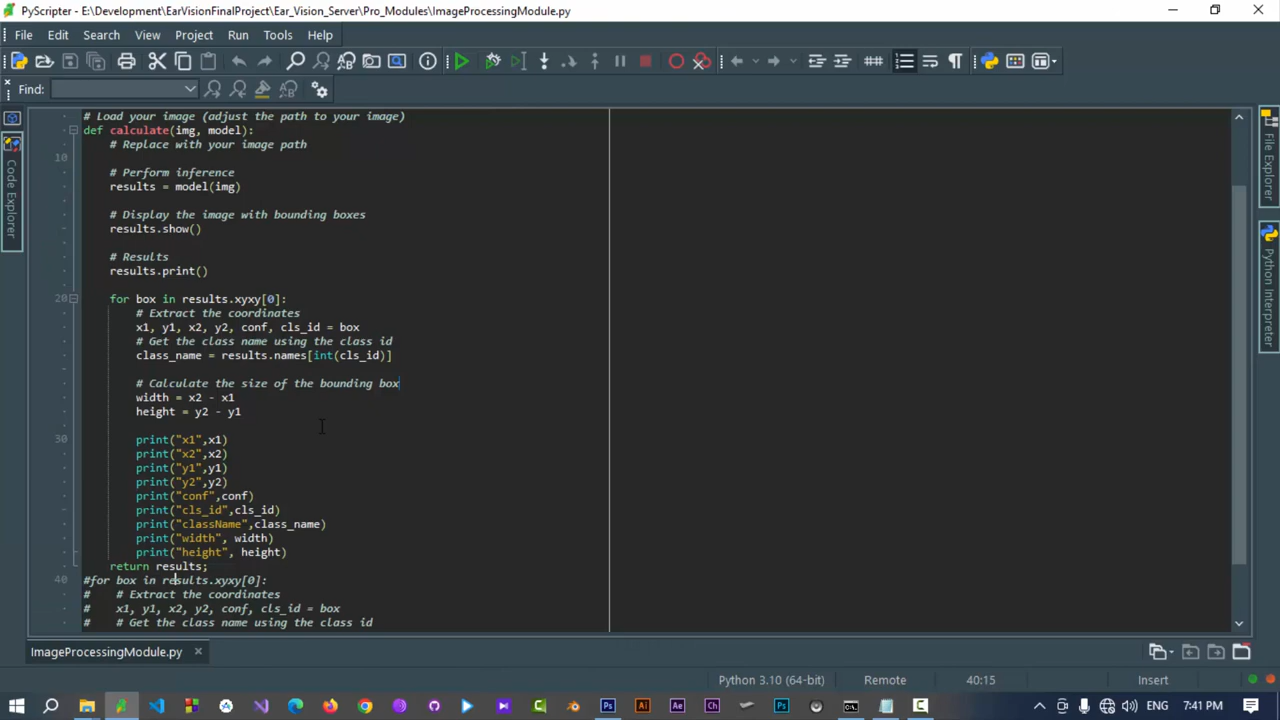 PyScripter - E:\Development\EarVisionFinalProject\Ear_Vision_Server\Pro_Modules\ImageProcessingModule.py
File Edit Search View Project Run Tools Help
Find:
Code Explorer
File Explorer
Python Interpreter
# Load your image (adjust the path to your image)
def calculate(img, model):
# Replace with your image path
10
# Perform inference
results = model(img)
# Display the image with bounding boxes
results.show()
# Results
results.print()
20 for box in results.xyxy[0]:
# Extract the coordinates
x1, y1, x2, y2, conf, cls_id = box
# Get the class name using the class id
class_name = results.names[int(cls_id)]
# Calculate the size of the bounding box
width = x2 - x1
height = y2 - y1
30 print("x1",x1)
print("x2",x2)
print("y1",y1)
print("y2",y2)
print("conf",conf)
print("cls_id",cls_id)
print("className",class_name)
print("width", width)
print("height", height)
return results;
40 #for box in results.xyxy[0]:
# # Extract the coordinates
# x1, y1, x2, y2, conf, cls_id = box
# # Get the class name using the class id
ImageProcessingModule.py
Python 3.10 (64-bit) Remote 40:15 Insert
Ps Ai Ae Ch Ps
7:41 PM